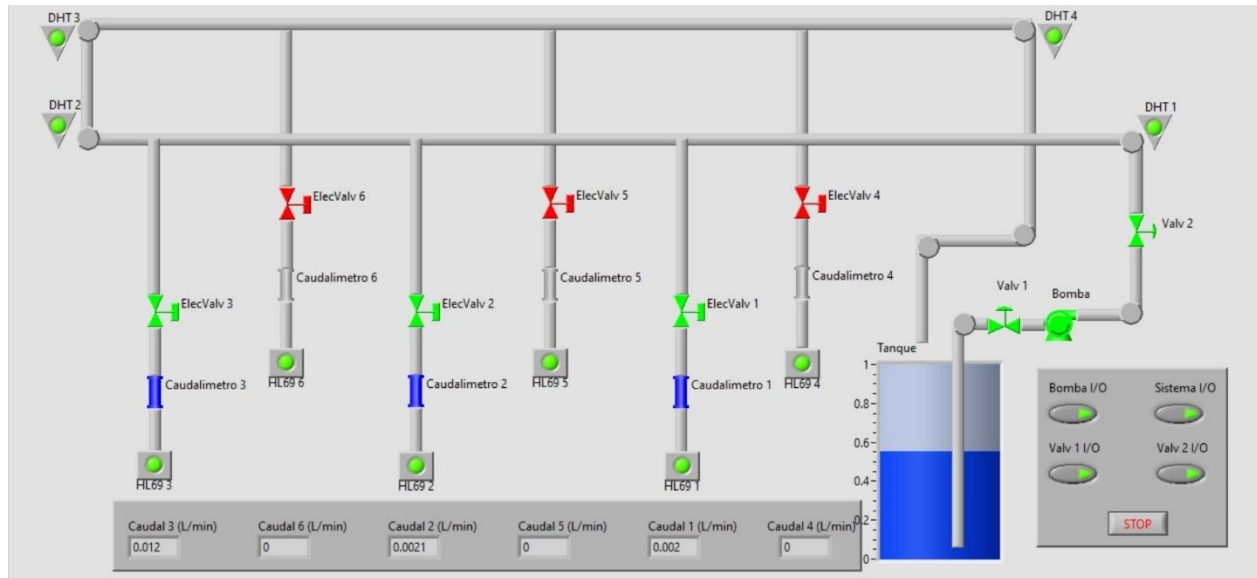 DHT 3
DHT 4
DHT 2
DHT 1
ElecValv 6
ElecValv 5
ElecValv 4
Valv 2
Caudalimetro 6
Caudalimetro 5
Caudalimetro 4
ElecValv 3
ElecValv 2
ElecValv 1
Valv 1
Bomba
Tanque
HL69 6
HL69 5
HL69 4
Caudalimetro 3
Caudalimetro 2
Caudalimetro 1
1
0.8
0.6
0.4
0.2
0
Bomba I/O
Sistema I/O
Valv 1 I/O
Valv 2 I/O
HL69 3
HL69 2
HL69 1
STOP
Caudal 3 (L/min)
Caudal 6 (L/min)
Caudal 2 (L/min)
Caudal 5 (L/min)
Caudal 1 (L/min)
Caudal 4 (L/min)
0.012
0
0.0021
0
0.002
0